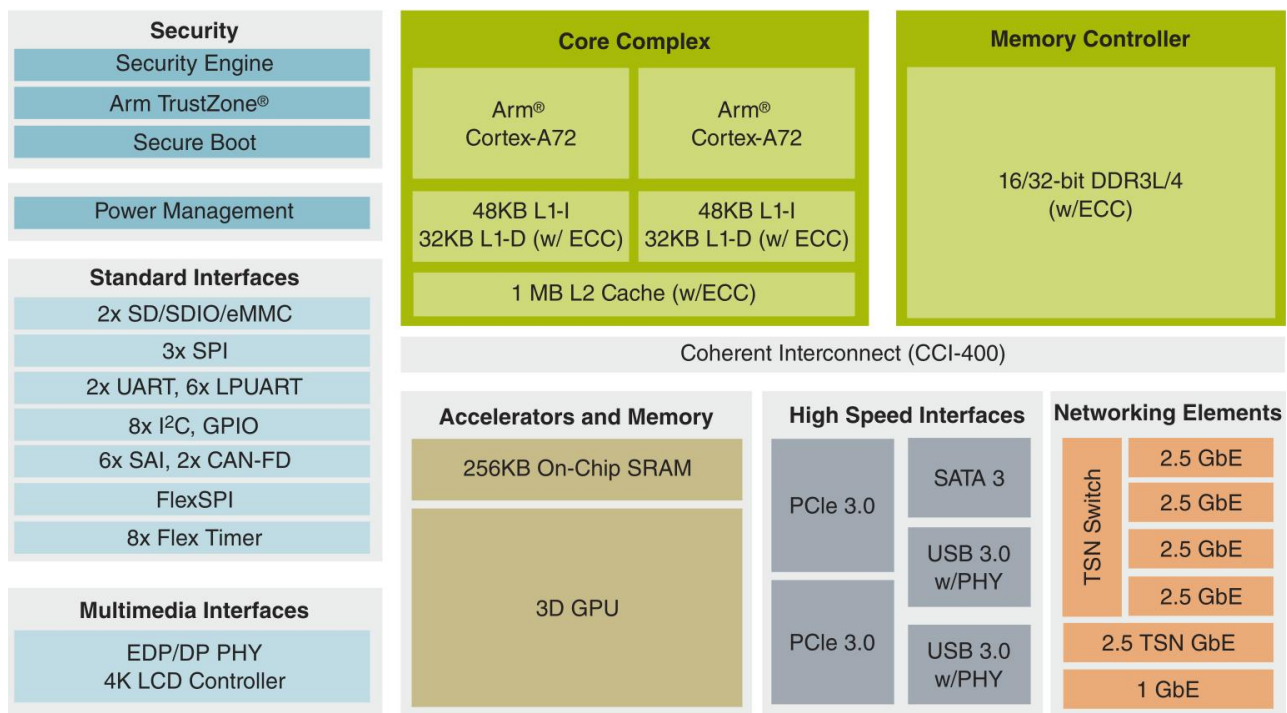 Security
Security Engine
Arm TrustZone®
Secure Boot
Power Management
Standard Interfaces
2x SD/SDIO/eMMC
3x SPI
2x UART, 6x LPUART
8x I²C, GPIO
6x SAI, 2x CAN-FD
FlexSPI
8x Flex Timer
Multimedia Interfaces
EDP/DP PHY
4K LCD Controller
Core Complex
Arm®
Cortex-A72
Arm®
Cortex-A72
48KB L1-I
32KB L1-D (w/ ECC)
48KB L1-I
32KB L1-D (w/ ECC)
1 MB L2 Cache (w/ECC)
Memory Controller
16/32-bit DDR3L/4
(w/ECC)
Coherent Interconnect (CCI-400)
Accelerators and Memory
256KB On-Chip SRAM
3D GPU
High Speed Interfaces
PCIe 3.0
PCIe 3.0
SATA 3
USB 3.0
w/PHY
USB 3.0
w/PHY
Networking Elements
TSN Switch
2.5 GbE
2.5 GbE
2.5 GbE
2.5 GbE
2.5 TSN GbE
1 GbE